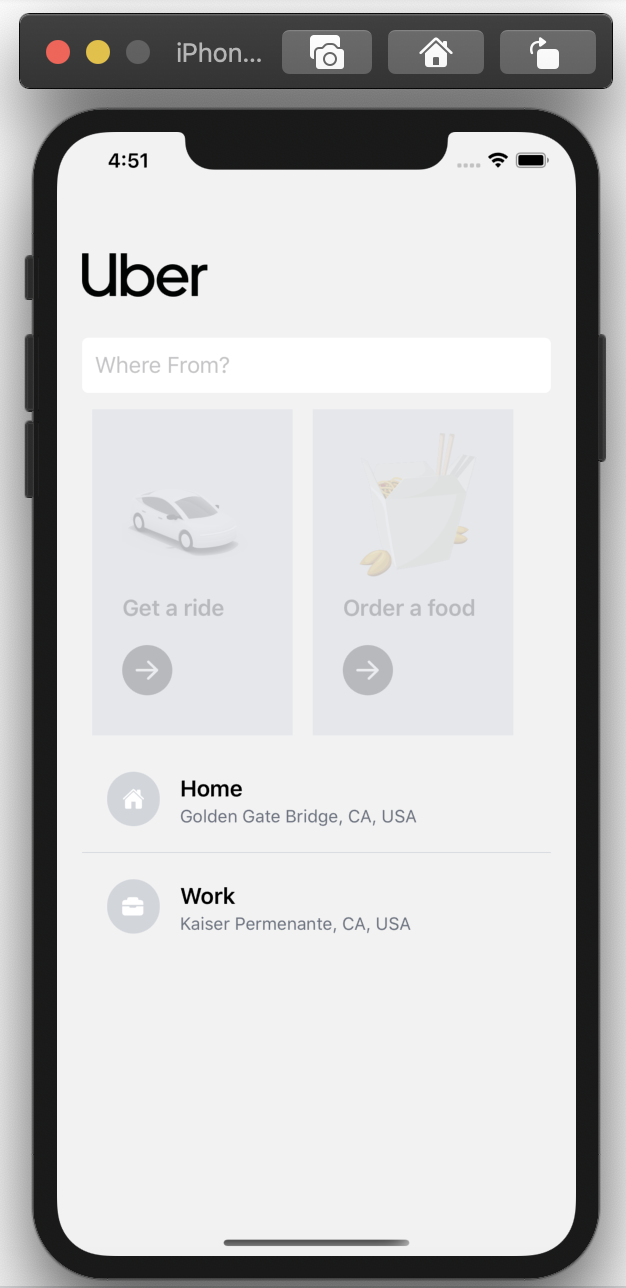 iPhon...
4:51
Uber
Where From?
Get a ride
Order a food
Home
Golden Gate Bridge, CA, USA
Work
Kaiser Permenante, CA, USA